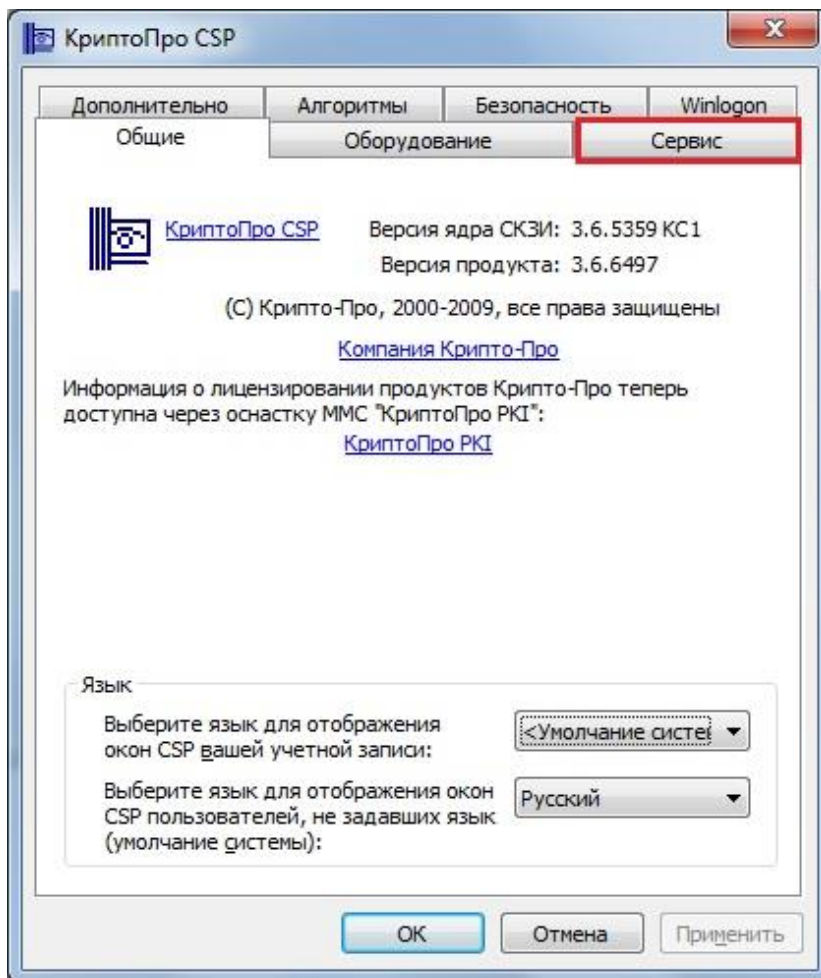 КриптоПро CSP
Дополнительно Алгоритмы Безопасность Winlogon
Общие Оборудование Сервис
КриптоПро CSP Версия ядра СКЗИ: 3.6.5359 КС1
Версия продукта: 3.6.6497
(С) Крипто-Про, 2000-2009, все права защищены
Компания Крипто-Про
Информация о лицензировании продуктов Крипто-Про теперь
доступна через оснастку ММС "КриптоПро PKI":
КриптоПро PKI
Язык
Выберите язык для отображения
окон CSP вашей учетной записи:
<Умолчание систе
Выберите язык для отображения окон
CSP пользователей, не задавших язык
(умолчание системы):
Русский
ОК Отмена Применить